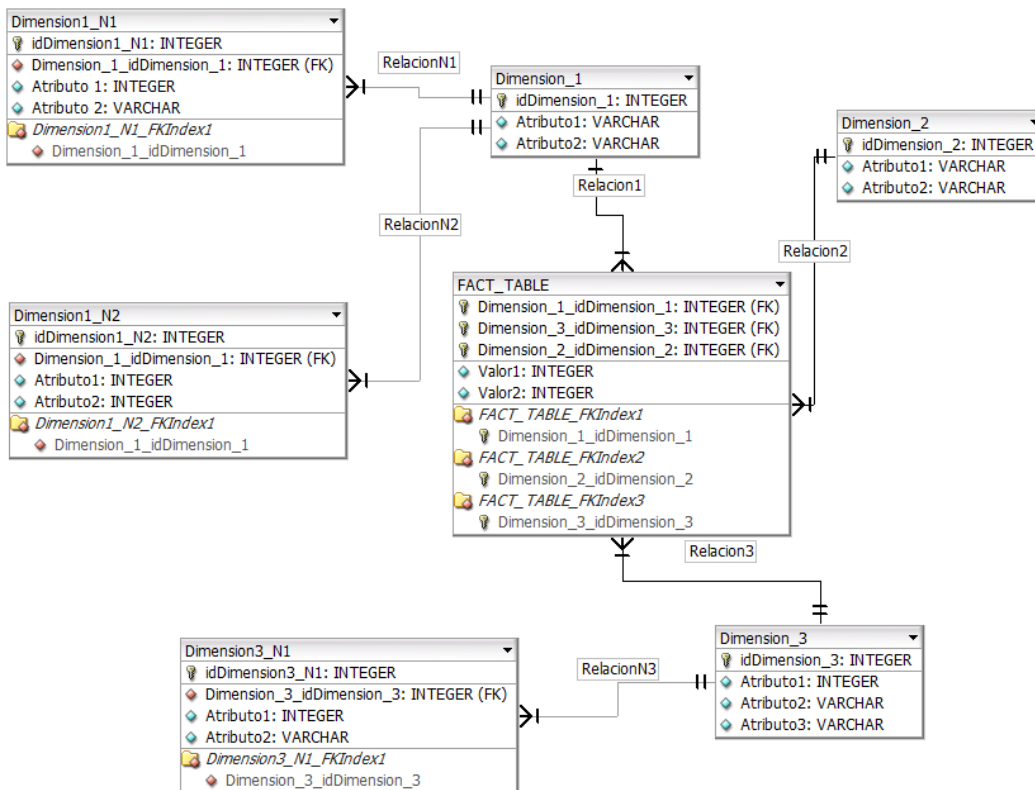 Dimension1_N1
idDimension1_N1: INTEGER
Dimension_1_idDimension_1: INTEGER (FK)
Atributo 1: INTEGER
Atributo 2: VARCHAR
Dimension1_N1_FKIndex1
Dimension_1_idDimension_1
RelacionN1
Dimension_1
idDimension_1: INTEGER
Atributo1: VARCHAR
Atributo2: VARCHAR
Dimension_2
idDimension_2: INTEGER
Atributo1: VARCHAR
Atributo2: VARCHAR
Relacion1
RelacionN2
Relacion2
Dimension1_N2
idDimension1_N2: INTEGER
Dimension_1_idDimension_1: INTEGER (FK)
Atributo1: INTEGER
Atributo2: INTEGER
Dimension1_N2_FKIndex1
Dimension_1_idDimension_1
FACT_TABLE
Dimension_1_idDimension_1: INTEGER (FK)
Dimension_3_idDimension_3: INTEGER (FK)
Dimension_2_idDimension_2: INTEGER (FK)
Valor1: INTEGER
Valor2: INTEGER
FACT_TABLE_FKIndex1
Dimension_1_idDimension_1
FACT_TABLE_FKIndex2
Dimension_2_idDimension_2
FACT_TABLE_FKIndex3
Dimension_3_idDimension_3
Relacion3
Dimension3_N1
idDimension3_N1: INTEGER
Dimension_3_idDimension_3: INTEGER (FK)
Atributo1: INTEGER
Atributo2: VARCHAR
Dimension3_N1_FKIndex1
Dimension_3_idDimension_3
RelacionN3
Dimension_3
idDimension_3: INTEGER
Atributo1: INTEGER
Atributo2: VARCHAR
Atributo3: VARCHAR